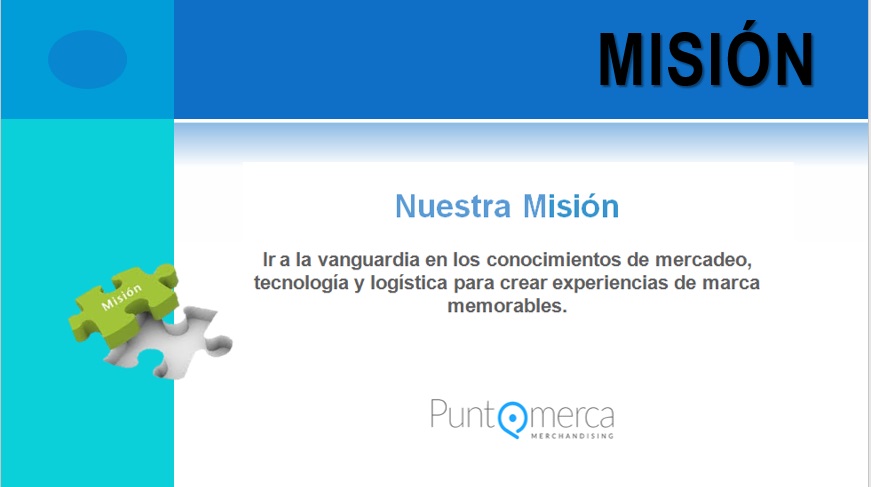 MISIÓN
Nuestra Misión
Ir a la vanguardia en los conocimientos de mercadeo,
tecnología y logística para crear experiencias de marca
memorables.
Misión
Puntomerca
MERCHANDISING